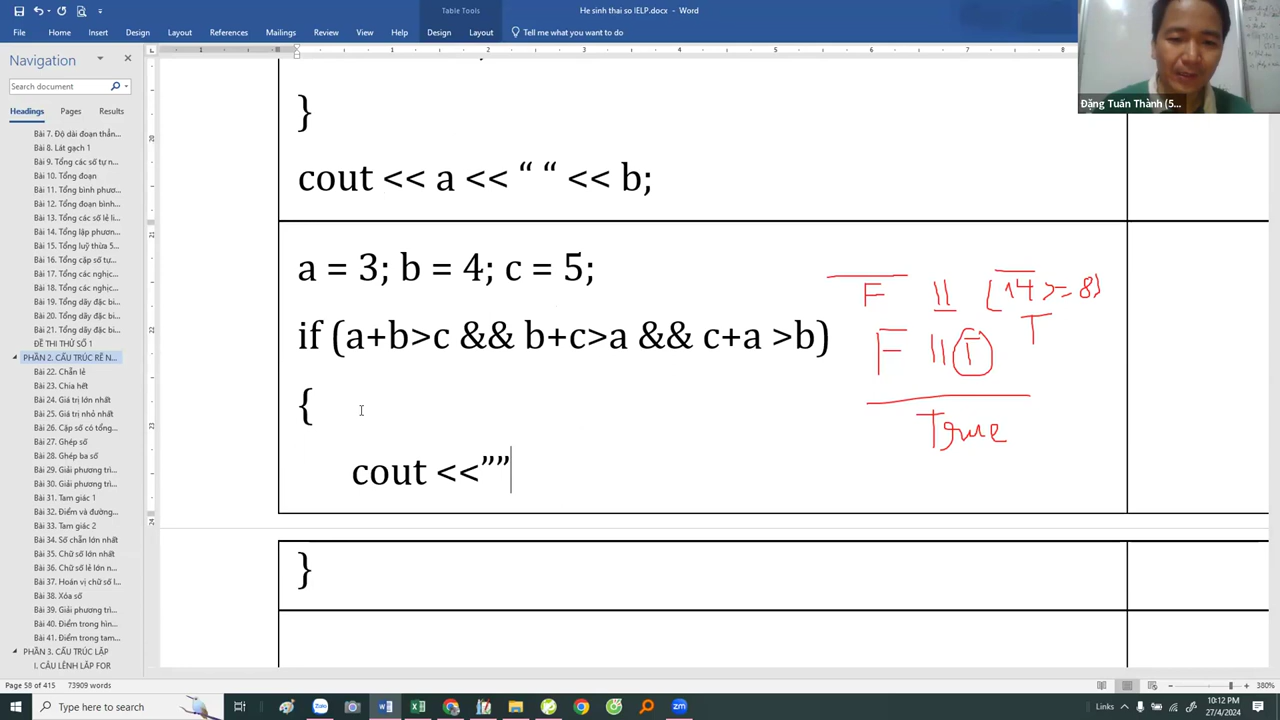 He sinh thai so IELP.docx - Word
Table Tools
File Home Insert Draw Design Layout References Mailings Review View Help Design Layout Tell me what you want to do
Navigation
Search document
Headings Pages Results
Bài 7. Độ dài đoạn thẳn...
Bài 8. Lát gạch 1
Bài 9. Tổng các số tự n...
Bài 10. Tổng đoạn
Bài 11. Tổng bình phươ...
Bài 12. Tổng đoạn bình...
Bài 13. Tổng các số lẻ li...
Bài 14. Tổng lập phươn...
Bài 15. Tổng luỹ thừa 5...
Bài 16. Tổng cặp số tự...
Bài 17. Tổng các nghịc...
Bài 18. Tổng các nghịc...
Bài 19. Tổng dãy đặc bi...
Bài 20. Tổng dãy đặc bi...
Bài 21. Tổng dãy đặc bi...
ĐỀ THI THỬ SỐ 1
PHẦN 2. CẤU TRÚC RẼ N...
Bài 22. Chẵn lẻ
Bài 23. Chia hết
Bài 24. Giá trị lớn nhất
Bài 25. Giá trị nhỏ nhất
Bài 26. Cặp số có tổng...
Bài 27. Ghép số
Bài 28. Ghép ba số
Bài 29. Giải phương trì...
Bài 30. Giải phương trì...
Bài 31. Tam giác 1
Bài 32. Điểm và đường...
Bài 33. Tam giác 2
Bài 34. Số chẵn lớn nhất
Bài 35. Chữ số lớn nhất
Bài 36. Chữ số lẻ lớn n...
Bài 37. Hoán vị chữ số l...
Bài 38. Xóa số
Bài 39. Giải phương trì...
Bài 40. Điểm trong hìn...
Bài 41. Điểm trong tam...
PHẦN 3. CẤU TRÚC LẶP
I. CÂU LỆNH LẶP FOR
}
cout << a << “ “ << b;
a = 3; b = 4; c = 5;
if (a+b>c && b+c>a && c+a >b)
{
cout <<””
}
F || (14 >= 8)
T
F || T
True
Đặng Tuấn Thành (5...
Page 58 of 415 73909 words
Links
380%
Type here to search
10:12 PM
27/4/2024